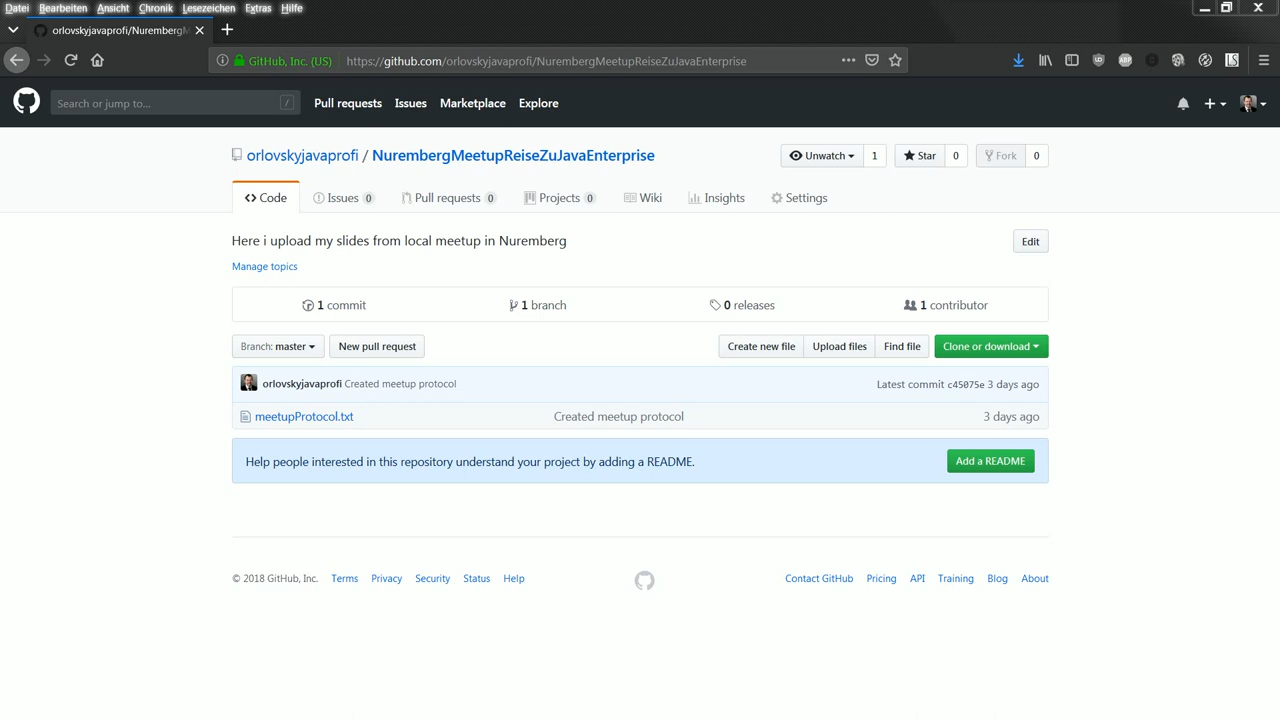 Datei Bearbeiten Ansicht Chronik Lesezeichen Extras Hilfe
orlovskyjavaprofi/NurembergM
GitHub, Inc. (US) https://github.com/orlovskyjavaprofi/NurembergMeetupReiseZuJavaEnterprise
Search or jump to... / Pull requests Issues Marketplace Explore
orlovskyjavaprofi / NurembergMeetupReiseZuJavaEnterprise Unwatch 1 Star 0 Fork 0
Code Issues 0 Pull requests 0 Projects 0 Wiki Insights Settings
Here i upload my slides from local meetup in Nuremberg Edit
Manage topics
1 commit 1 branch 0 releases 1 contributor
Branch: master New pull request Create new file Upload files Find file Clone or download
orlovskyjavaprofi Created meetup protocol Latest commit c45075e 3 days ago
meetupProtocol.txt Created meetup protocol 3 days ago
Help people interested in this repository understand your project by adding a README. Add a README
© 2018 GitHub, Inc. Terms Privacy Security Status Help Contact GitHub Pricing API Training Blog About